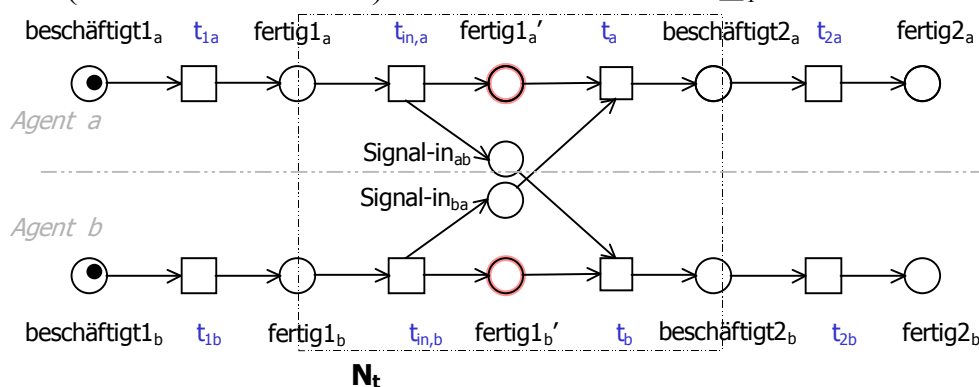 beschäftigt1a t1a fertig1a tin,a fertig1a′ ta beschäftigt2a t2a fertig2a
Agent a
Signal-inab
Signal-inba
Agent b
beschäftigt1b t1b fertig1b tin,b fertig1b′ tb beschäftigt2b t2b fertig2b
Nt